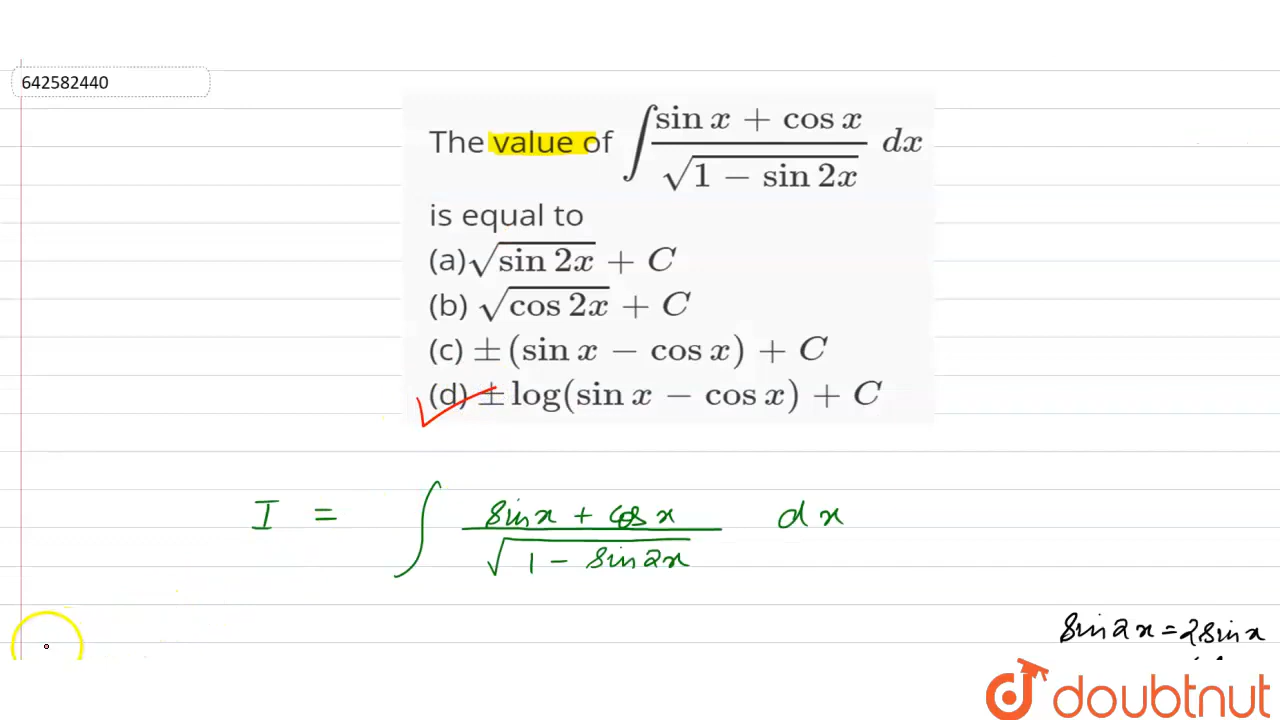 642582440
The value of ∫ (sin x + cos x)/√(1 − sin 2x) dx
is equal to
(a) √(sin 2x) + C
(b) √(cos 2x) + C
(c) ± (sin x − cos x) + C
(d) ± log(sin x − cos x) + C
I = ∫ (sin x + cos x)/√(1 − sin 2x) dx
sin 2x = 2 sin x
doubtnut